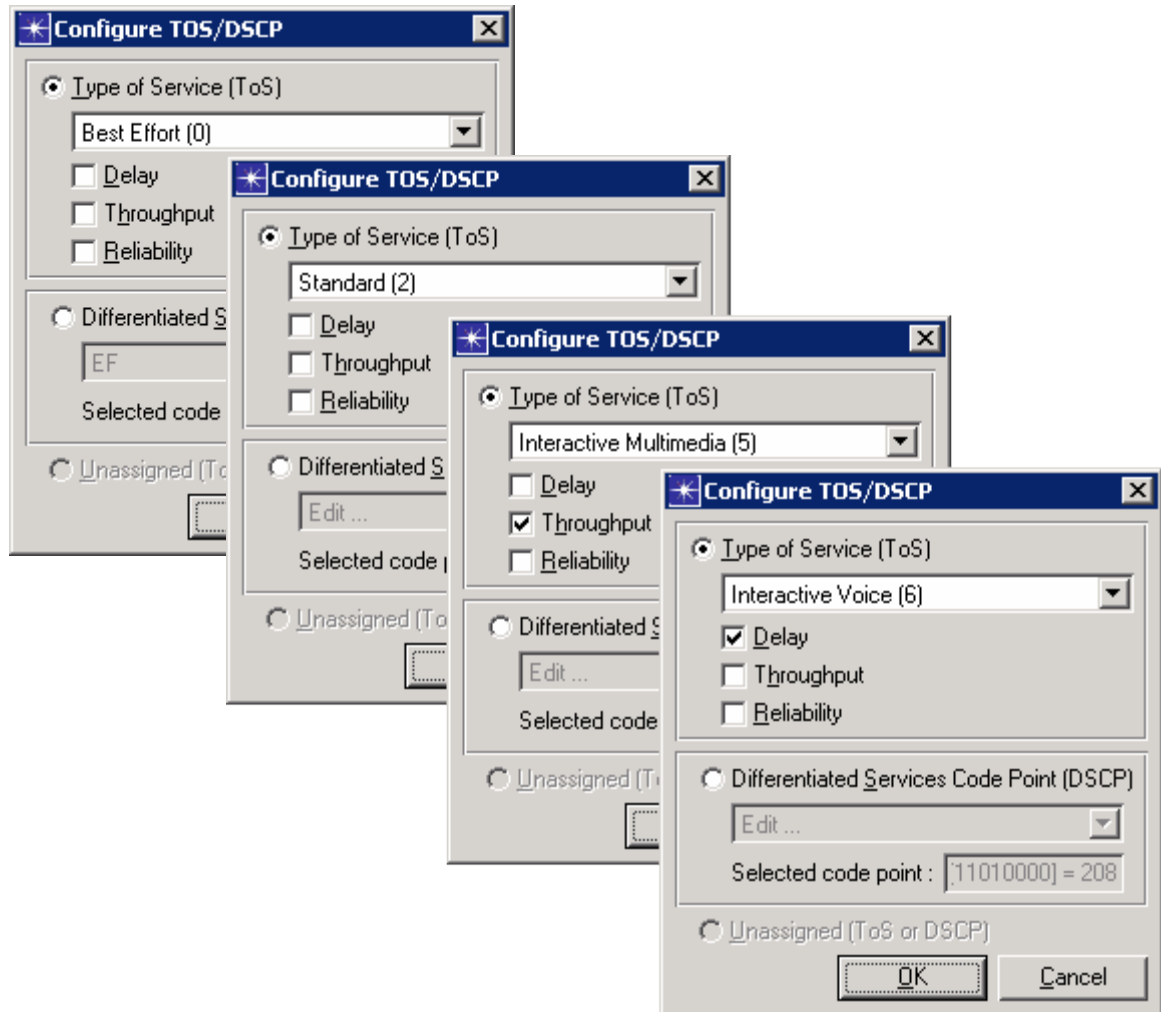 Configure TOS/DSCP
Type of Service (ToS)
Best Effort (0)
Delay
Throughput
Reliability
Differentiated S
EF
Selected code
Unassigned (To
Configure TOS/DSCP
Type of Service (ToS)
Standard (2)
Delay
Throughput
Reliability
Differentiated S
Edit ...
Selected code
Unassigned (To
Configure TOS/DSCP
Type of Service (ToS)
Interactive Multimedia (5)
Delay
Throughput
Reliability
Differentiated S
Edit ...
Selected code
Unassigned (T
Configure TOS/DSCP
Type of Service (ToS)
Interactive Voice (6)
Delay
Throughput
Reliability
Differentiated Services Code Point (DSCP)
Edit ...
Selected code point : [11010000] = 208
Unassigned (ToS or DSCP)
OK Cancel